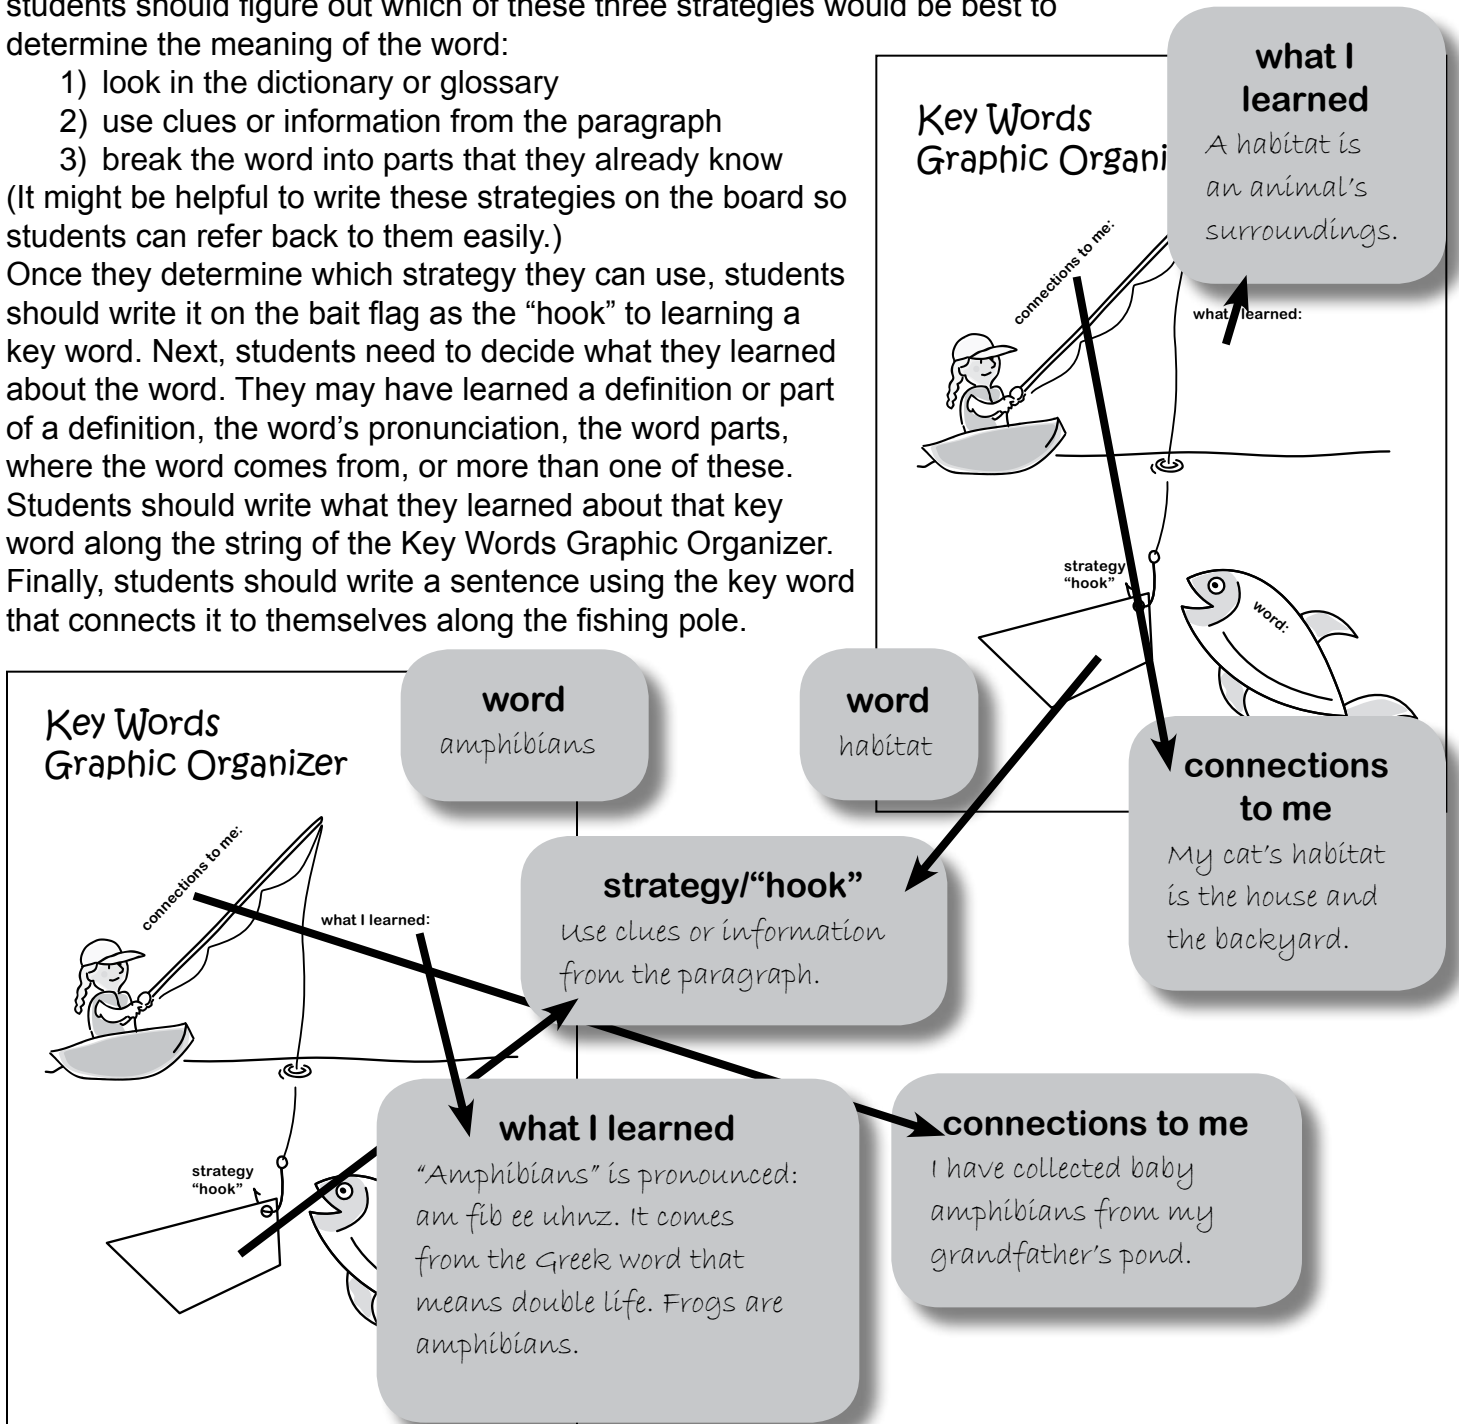 students should figure out which of these three strategies would be best to
determine the meaning of the word:
1) look in the dictionary or glossary
2) use clues or information from the paragraph
3) break the word into parts that they already know
(It might be helpful to write these strategies on the board so
students can refer back to them easily.)
Once they determine which strategy they can use, students
should write it on the bait flag as the “hook” to learning a
key word. Next, students need to decide what they learned
about the word. They may have learned a definition or part
of a definition, the word’s pronunciation, the word parts,
where the word comes from, or more than one of these.
Students should write what they learned about that key
word along the string of the Key Words Graphic Organizer.
Finally, students should write a sentence using the key word
that connects it to themselves along the fishing pole.
Key Words
Graphic Organi
what I
learned
A habitat is
an animal’s
surroundings.
connections to me:
what I learned:
strategy
“hook”
word:
word
habitat
connections
to me
My cat’s habitat
is the house and
the backyard.
Key Words
Graphic Organizer
word
amphibians
connections to me:
what I learned:
strategy/“hook”
Use clues or information
from the paragraph.
strategy
“hook”
what I learned
“Amphibians” is pronounced:
am fib ee uhnz. It comes
from the Greek word that
means double life. Frogs are
amphibians.
connections to me
I have collected baby
amphibians from my
grandfather’s pond.